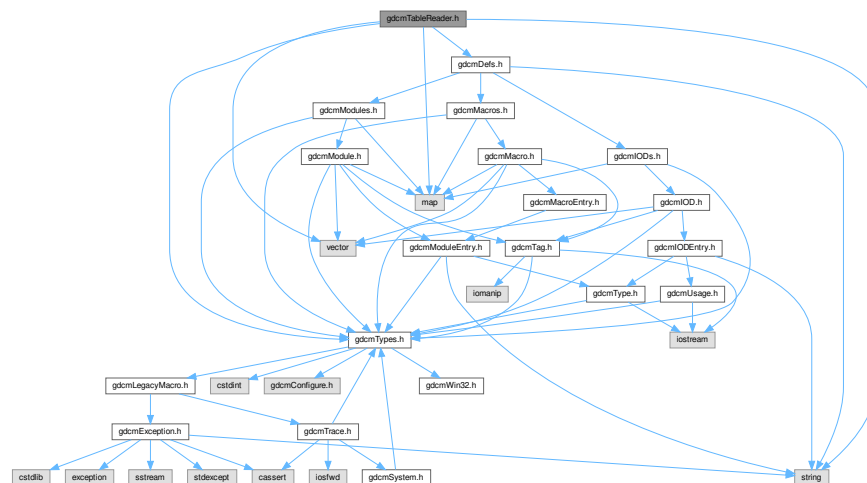 gdcmTableReader.h
gdcmDefs.h
gdcmModules.h
gdcmMacros.h
gdcmModule.h
gdcmMacro.h
gdcmIODs.h
map
gdcmMacroEntry.h
gdcmIOD.h
vector
gdcmModuleEntry.h
gdcmTag.h
gdcmIODEntry.h
iomanip
gdcmType.h
gdcmUsage.h
gdcmTypes.h
iostream
gdcmLegacyMacro.h
cstdint
gdcmConfigure.h
gdcmWin32.h
gdcmException.h
gdcmTrace.h
cstdlib
exception
sstream
stdexcept
cassert
iosfwd
gdcmSystem.h
string